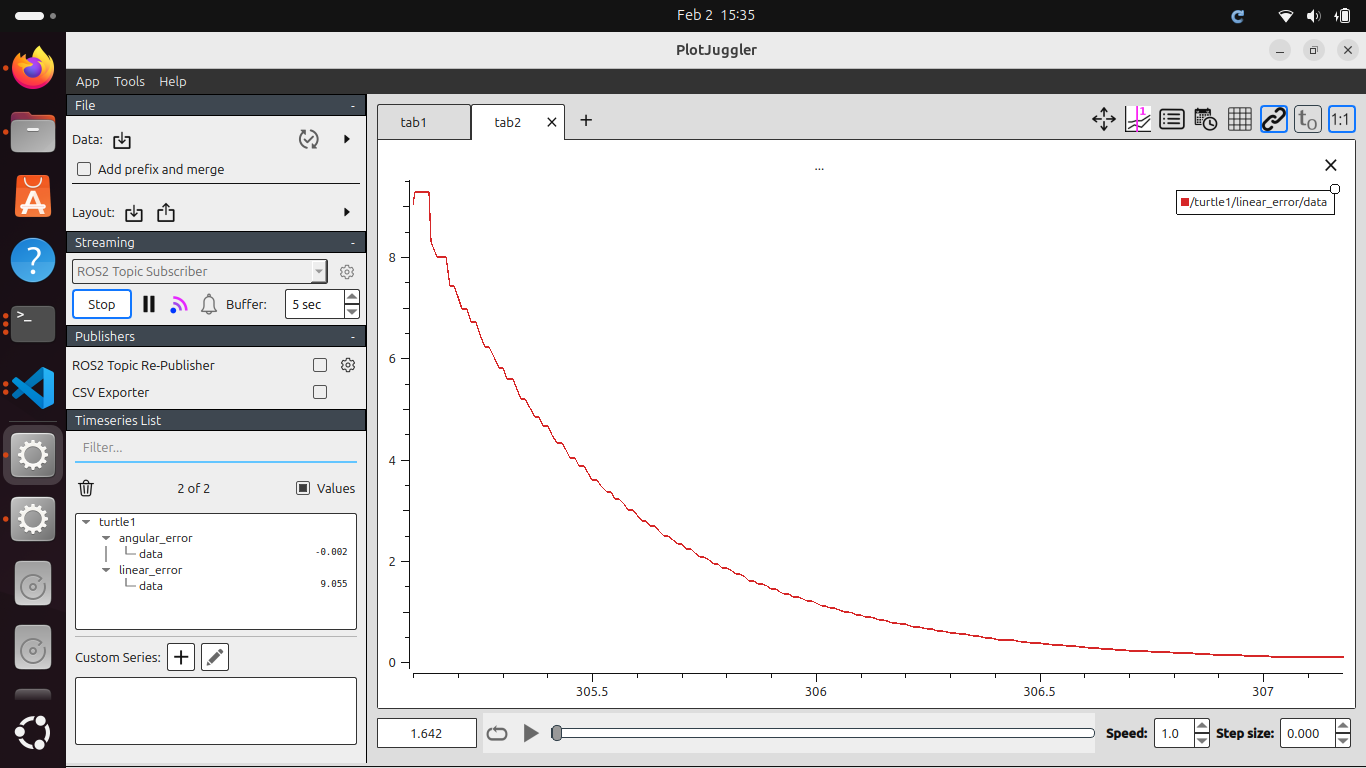 Feb 2 15:35
PlotJuggler
App Tools Help
File -
Data:
Add prefix and merge
Layout:
Streaming -
ROS2 Topic Subscriber
Stop Buffer: 5 sec
Publishers -
ROS2 Topic Re-Publisher
CSV Exporter
Timeseries List
Filter...
2 of 2 Values
turtle1
angular_error
data -0.002
linear_error
data 9.055
Custom Series:
tab1 tab2
1
t0
1:1
...
/turtle1/linear_error/data
8
6
4
2
0
305.5 306 306.5 307
1.642 Speed: 1.0 Step size: 0.000